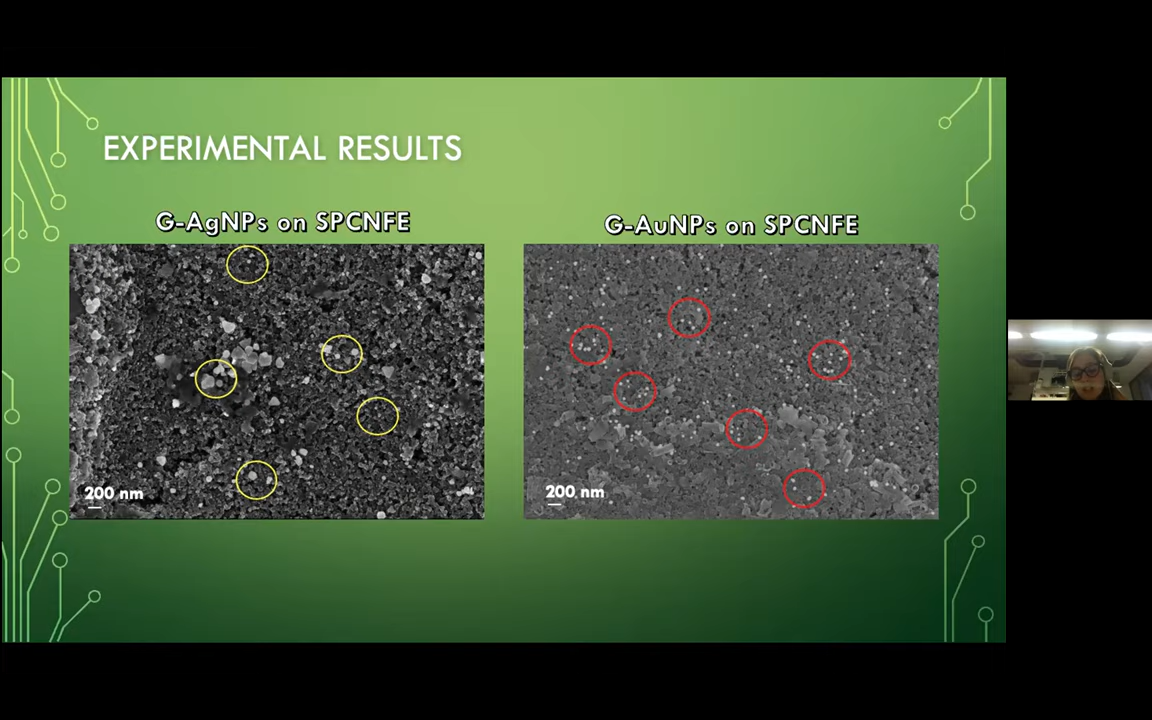 EXPERIMENTAL RESULTS
G-AgNPs on SPCNFE
G-AuNPs on SPCNFE
200 nm
200 nm